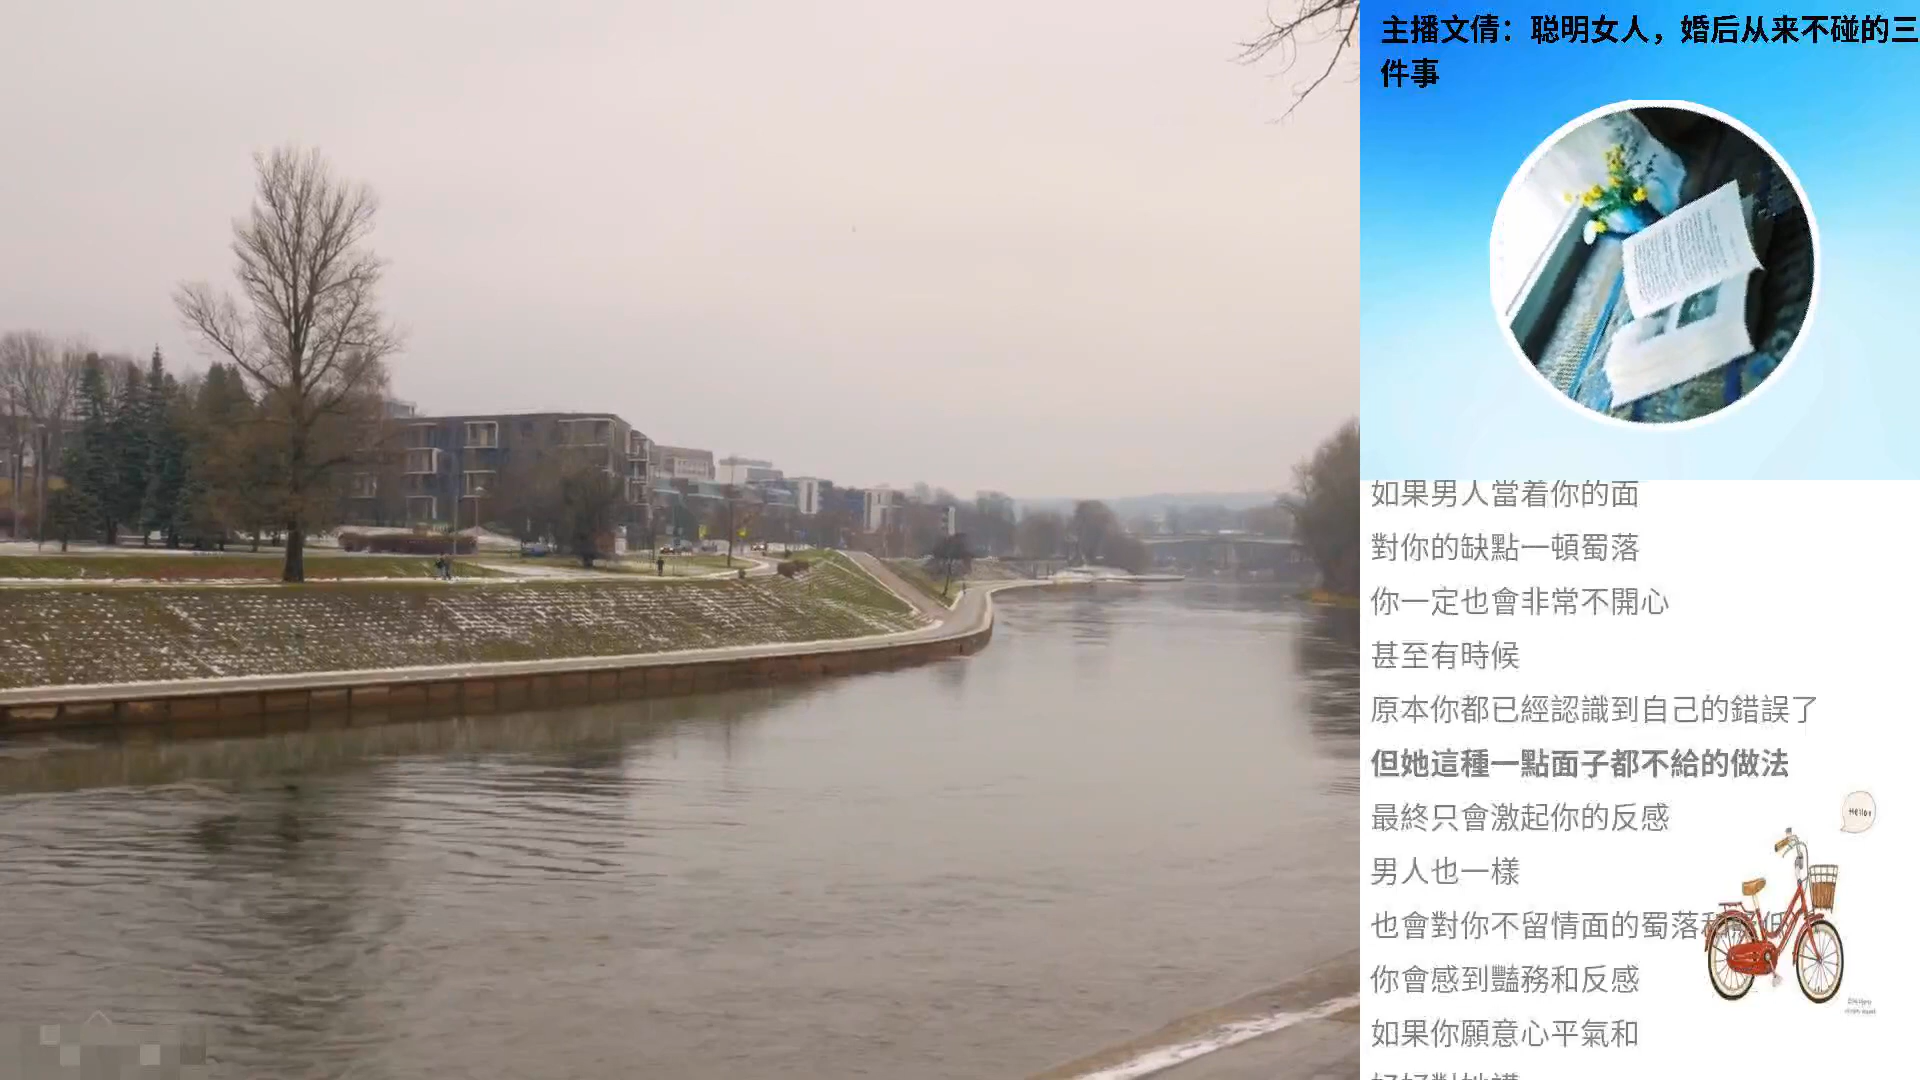 主播文倩：聪明女人，婚后从来不碰的三
件事
如果男人當着你的面
對你的缺點一頓蜀落
你一定也會非常不開心
甚至有時候
原本你都已經認識到自己的錯誤了
但她這種一點面子都不給的做法
最終只會激起你的反感
男人也一樣
也會對你不留情面的蜀落和
你會感到豔務和反感
如果你願意心平氣和
Hello!